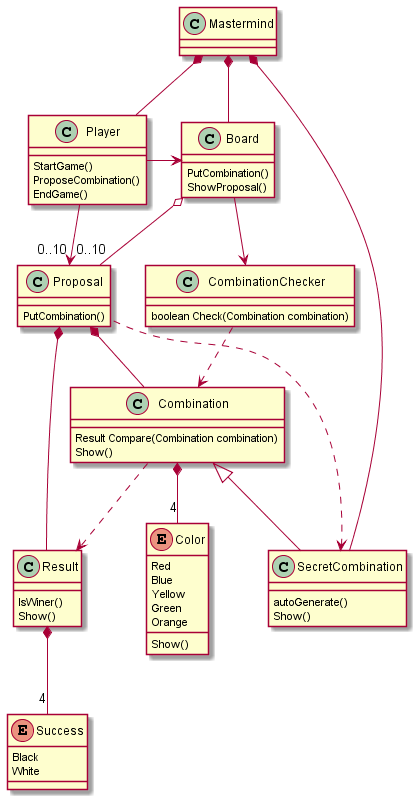 C Mastermind
C Player
StartGame()
ProposeCombination()
EndGame()
C Board
PutCombination()
ShowProposal()
0..10 0..10
C Proposal
PutCombination()
C CombinationChecker
boolean Check(Combination combination)
C Combination
Result Compare(Combination combination)
Show()
4
C Result
IsWiner()
Show()
E Color
Red
Blue
Yellow
Green
Orange
Show()
C SecretCombination
autoGenerate()
Show()
4
E Success
Black
White